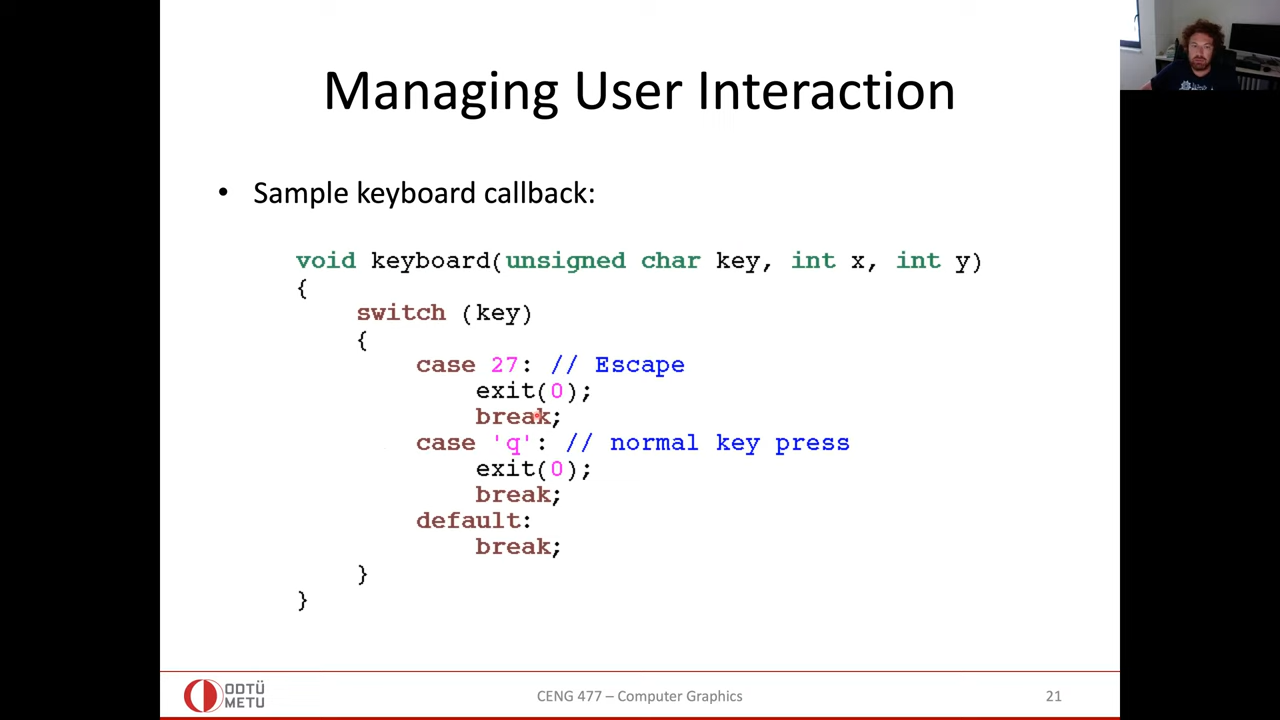 Managing User Interaction
• Sample keyboard callback:
void keyboard(unsigned char key, int x, int y)
{
switch (key)
{
case 27: // Escape
exit(0);
break;
case 'q': // normal key press
exit(0);
break;
default:
break;
}
}
ODTÜ
METU
CENG 477 – Computer Graphics
21